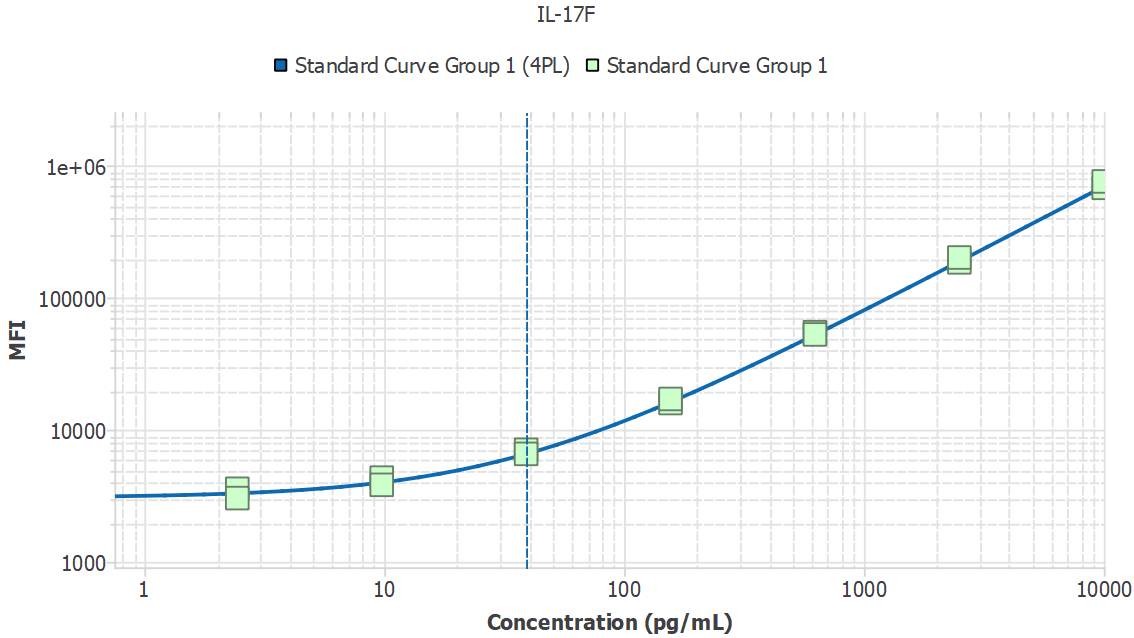 IL-17F
Standard Curve Group 1 (4PL) Standard Curve Group 1
1e+06
100000
10000
1000
MFI
1 10 100 1000 10000
Concentration (pg/mL)